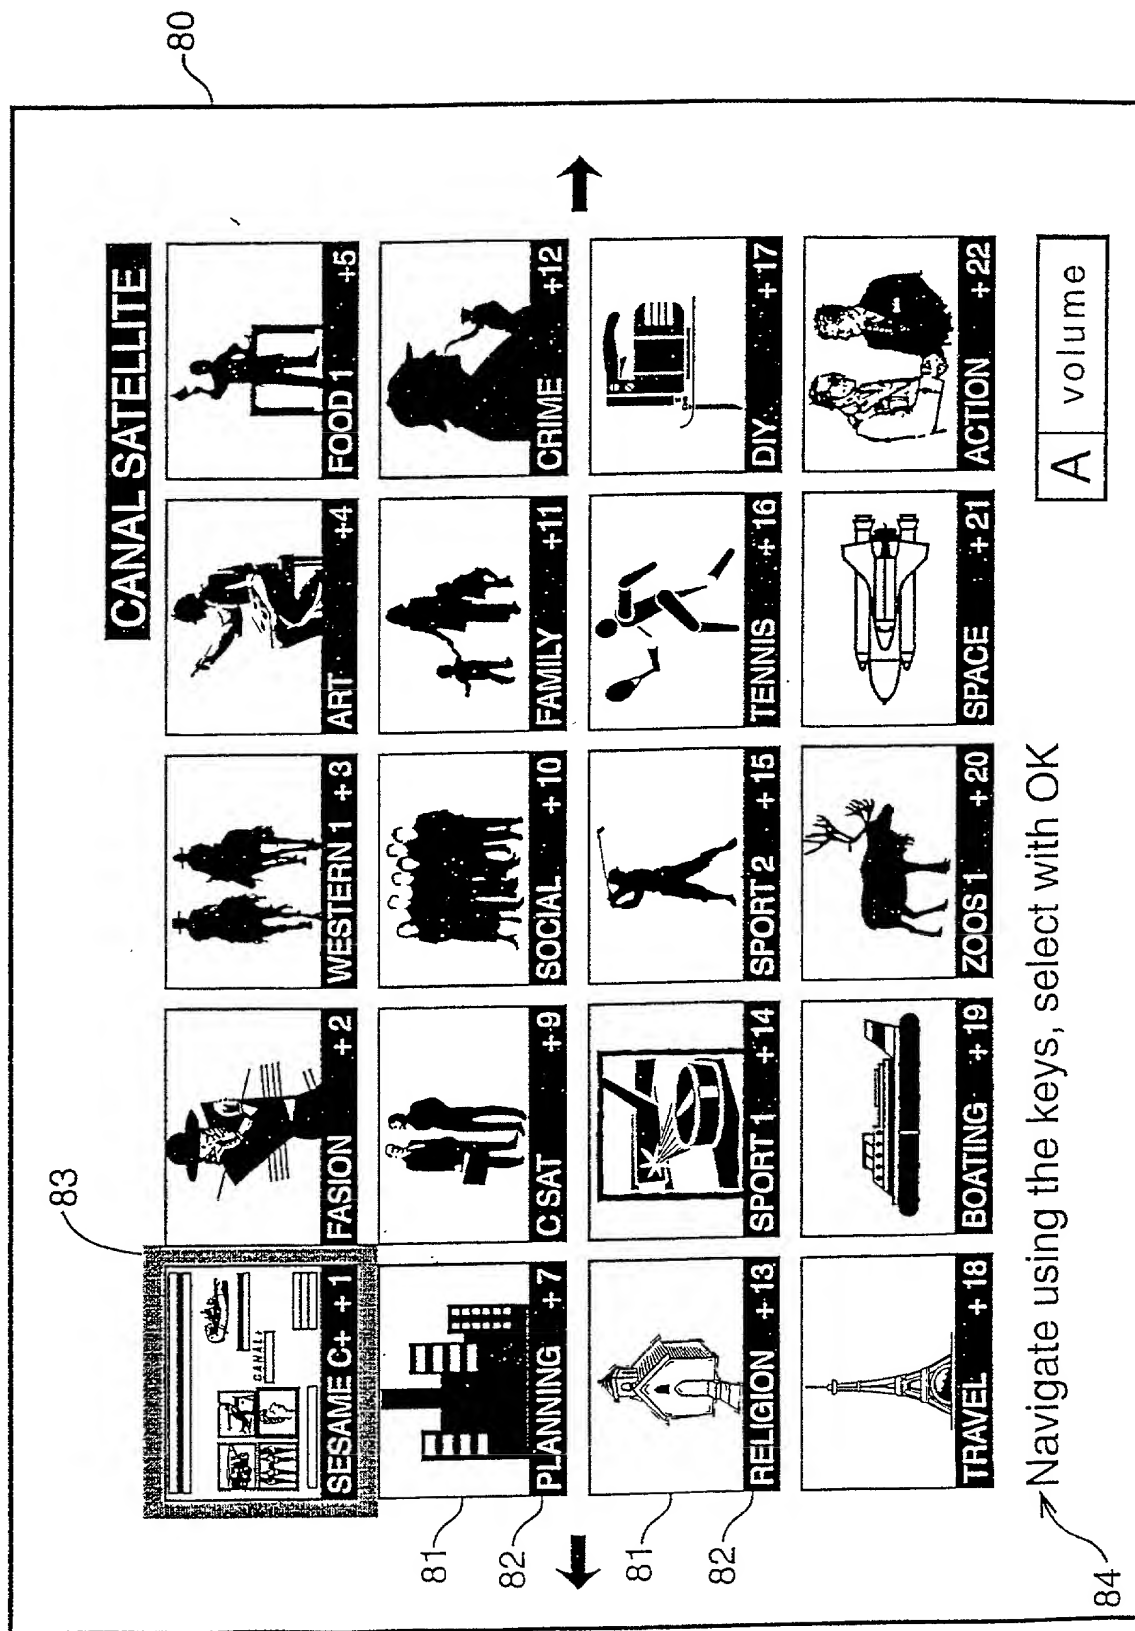 80
83
CANAL SATELLITE
SESAME C+ +1
FASION +2
WESTERN 1 +3
ART +4
FOOD 1 +5
CANAL+
PLANNING +7
C SAT +9
SOCIAL +10
FAMILY +11
CRIME +12
81
82
RELIGION +13
SPORT 1 +14
SPORT 2 +15
TENNIS +16
DIY. +17
81
82
TRAVEL +18
BOATING +19
ZOOS 1 +20
SPACE +21
ACTION +22
Navigate using the keys, select with OK
A volume
84